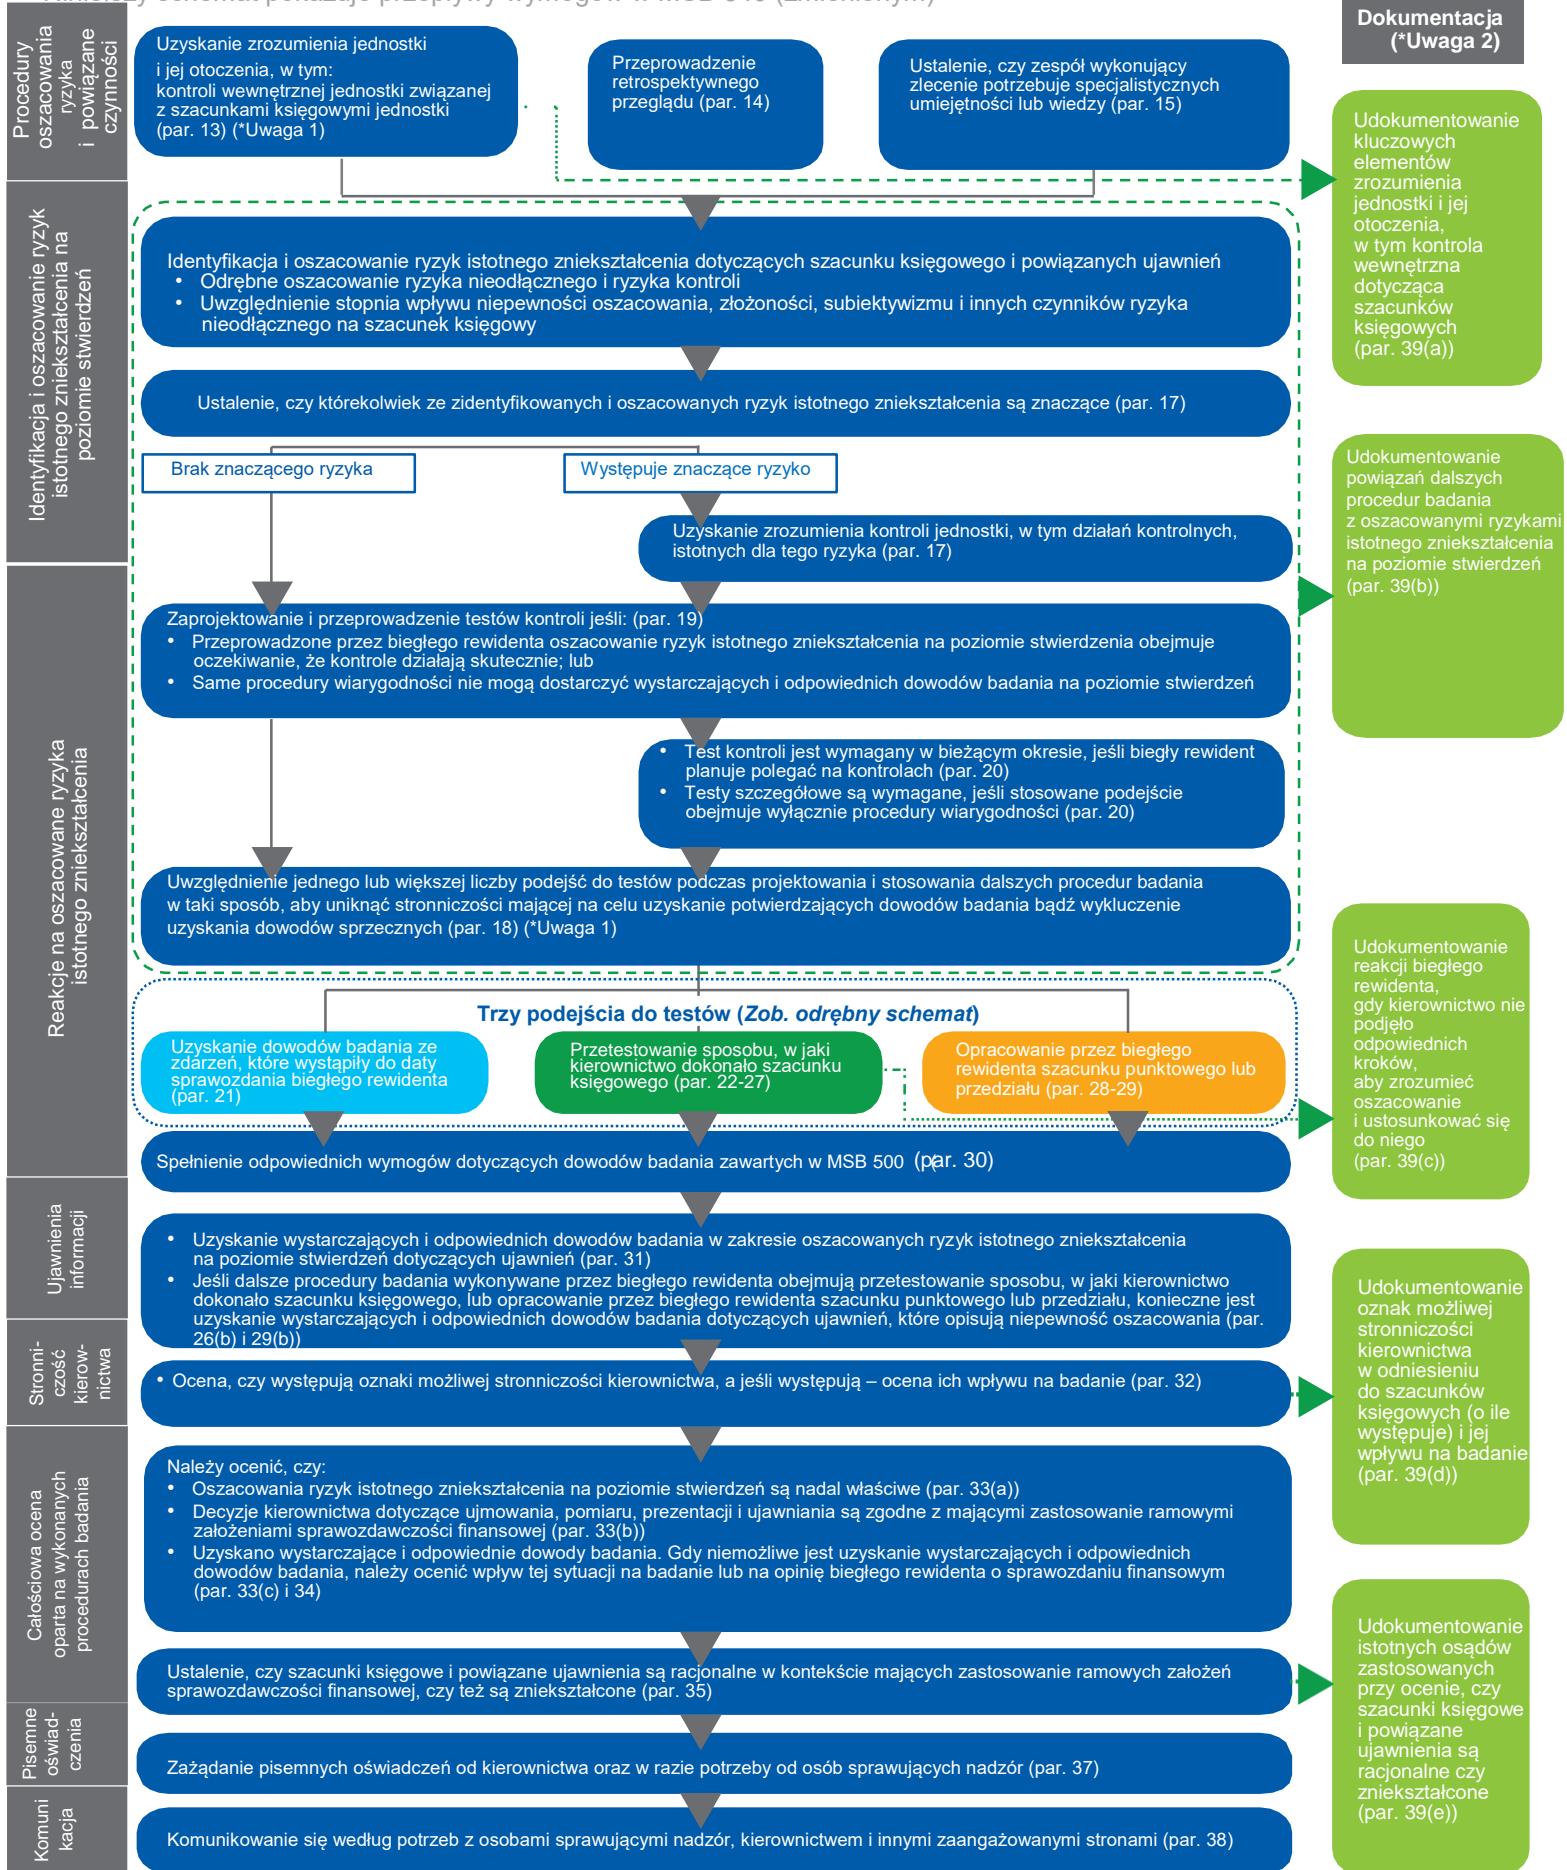 Niniejszy schemat pokazuje przepływy wymogów w MSB 540 (zmienionym)
Dokumentacja
(*Uwaga 2)
Procedury
oszacowania
ryzyka
i powiązane
czynności
Uzyskanie zrozumienia jednostki
i jej otoczenia, w tym:
kontroli wewnętrznej jednostki związanej
z szacunkami księgowymi jednostki
(par. 13) (*Uwaga 1)
Przeprowadzenie
retrospektywnego
przeglądu (par. 14)
Ustalenie, czy zespół wykonujący
zlecenie potrzebuje specjalistycznych
umiejętności lub wiedzy (par. 15)
Udokumentowanie
kluczowych
elementów
zrozumienia
jednostki i jej
otoczenia,
w tym kontrola
wewnętrzna
dotycząca
szacunków
księgowych
(par. 39(a))
Identyfikacja i oszacowanie ryzyk
istotnego zniekształcenia na
poziomie stwierdzeń
Identyfikacja i oszacowanie ryzyk istotnego zniekształcenia dotyczących szacunku księgowego i powiązanych ujawnień
• Odrębne oszacowanie ryzyka nieodłącznego i ryzyka kontroli
• Uwzględnienie stopnia wpływu niepewności oszacowania, złożoności, subiektywizmu i innych czynników ryzyka
nieodłącznego na szacunek księgowy
Ustalenie, czy którekolwiek ze zidentyfikowanych i oszacowanych ryzyk istotnego zniekształcenia są znaczące (par. 17)
Brak znaczącego ryzyka
Występuje znaczące ryzyko
Uzyskanie zrozumienia kontroli jednostki, w tym działań kontrolnych,
istotnych dla tego ryzyka (par. 17)
Udokumentowanie
powiązań dalszych
procedur badania
z oszacowanymi ryzykami
istotnego zniekształcenia
na poziomie stwierdzeń
(par. 39(b))
Reakcje na oszacowane ryzyka
istotnego zniekształcenia
Zaprojektowanie i przeprowadzenie testów kontroli jeśli: (par. 19)
• Przeprowadzone przez biegłego rewidenta oszacowanie ryzyk istotnego zniekształcenia na poziomie stwierdzenia obejmuje
oczekiwanie, że kontrole działają skutecznie; lub
• Same procedury wiarygodności nie mogą dostarczyć wystarczających i odpowiednich dowodów badania na poziomie stwierdzeń
• Test kontroli jest wymagany w bieżącym okresie, jeśli biegły rewident
planuje polegać na kontrolach (par. 20)
• Testy szczegółowe są wymagane, jeśli stosowane podejście
obejmuje wyłącznie procedury wiarygodności (par. 20)
Uwzględnienie jednego lub większej liczby podejść do testów podczas projektowania i stosowania dalszych procedur badania
w taki sposób, aby uniknąć stronniczości mającej na celu uzyskanie potwierdzających dowodów badania bądź wykluczenie
uzyskania dowodów sprzecznych (par. 18) (*Uwaga 1)
Trzy podejścia do testów (Zob. odrębny schemat)
Uzyskanie dowodów badania ze
zdarzeń, które wystąpiły do daty
sprawozdania biegłego rewidenta
(par. 21)
Przetestowanie sposobu, w jaki
kierownictwo dokonało szacunku
księgowego (par. 22-27)
Opracowanie przez biegłego
rewidenta szacunku punktowego lub
przedziału (par. 28-29)
Udokumentowanie
reakcji biegłego
rewidenta,
gdy kierownictwo nie
podjęło
odpowiednich
kroków,
aby zrozumieć
oszacowanie
i ustosunkować się
do niego
(par. 39(c))
Spełnienie odpowiednich wymogów dotyczących dowodów badania zawartych w MSB 500 (par. 30)
Ujawnienia
informacji
• Uzyskanie wystarczających i odpowiednich dowodów badania w zakresie oszacowanych ryzyk istotnego zniekształcenia
na poziomie stwierdzeń dotyczących ujawnień (par. 31)
• Jeśli dalsze procedury badania wykonywane przez biegłego rewidenta obejmują przetestowanie sposobu, w jaki kierownictwo
dokonało szacunku księgowego, lub opracowanie przez biegłego rewidenta szacunku punktowego lub przedziału, konieczne jest
uzyskanie wystarczających i odpowiednich dowodów badania dotyczących ujawnień, które opisują niepewność oszacowania (par.
26(b) i 29(b))
Stronni-
czość
kierow-
nictwa
• Ocena, czy występują oznaki możliwej stronniczości kierownictwa, a jeśli występują – ocena ich wpływu na badanie (par. 32)
Udokumentowanie
oznak możliwej
stronniczości
kierownictwa
w odniesieniu
do szacunków
księgowych (o ile
występuje) i jej
wpływu na badanie
(par. 39(d))
Całościowa ocena
oparta na wykonanych
procedurach badania
Należy ocenić, czy:
• Oszacowania ryzyk istotnego zniekształcenia na poziomie stwierdzeń są nadal właściwe (par. 33(a))
• Decyzje kierownictwa dotyczące ujmowania, pomiaru, prezentacji i ujawniania są zgodne z mającymi zastosowanie ramowymi
założeniami sprawozdawczości finansowej (par. 33(b))
• Uzyskano wystarczające i odpowiednie dowody badania. Gdy niemożliwe jest uzyskanie wystarczających i odpowiednich
dowodów badania, należy ocenić wpływ tej sytuacji na badanie lub na opinię biegłego rewidenta o sprawozdaniu finansowym
(par. 33(c) i 34)
Ustalenie, czy szacunki księgowe i powiązane ujawnienia są racjonalne w kontekście mających zastosowanie ramowych założeń
sprawozdawczości finansowej, czy też są zniekształcone (par. 35)
Udokumentowanie
istotnych osądów
zastosowanych
przy ocenie, czy
szacunki księgowe
i powiązane
ujawnienia są
racjonalne czy
zniekształcone
(par. 39(e))
Pisemne
oświad-
czenia
Zażądanie pisemnych oświadczeń od kierownictwa oraz w razie potrzeby od osób sprawujących nadzór (par. 37)
Komuni
kacja
Komunikowanie się według potrzeb z osobami sprawującymi nadzór, kierownictwem i innymi zaangażowanymi stronami (par. 38)